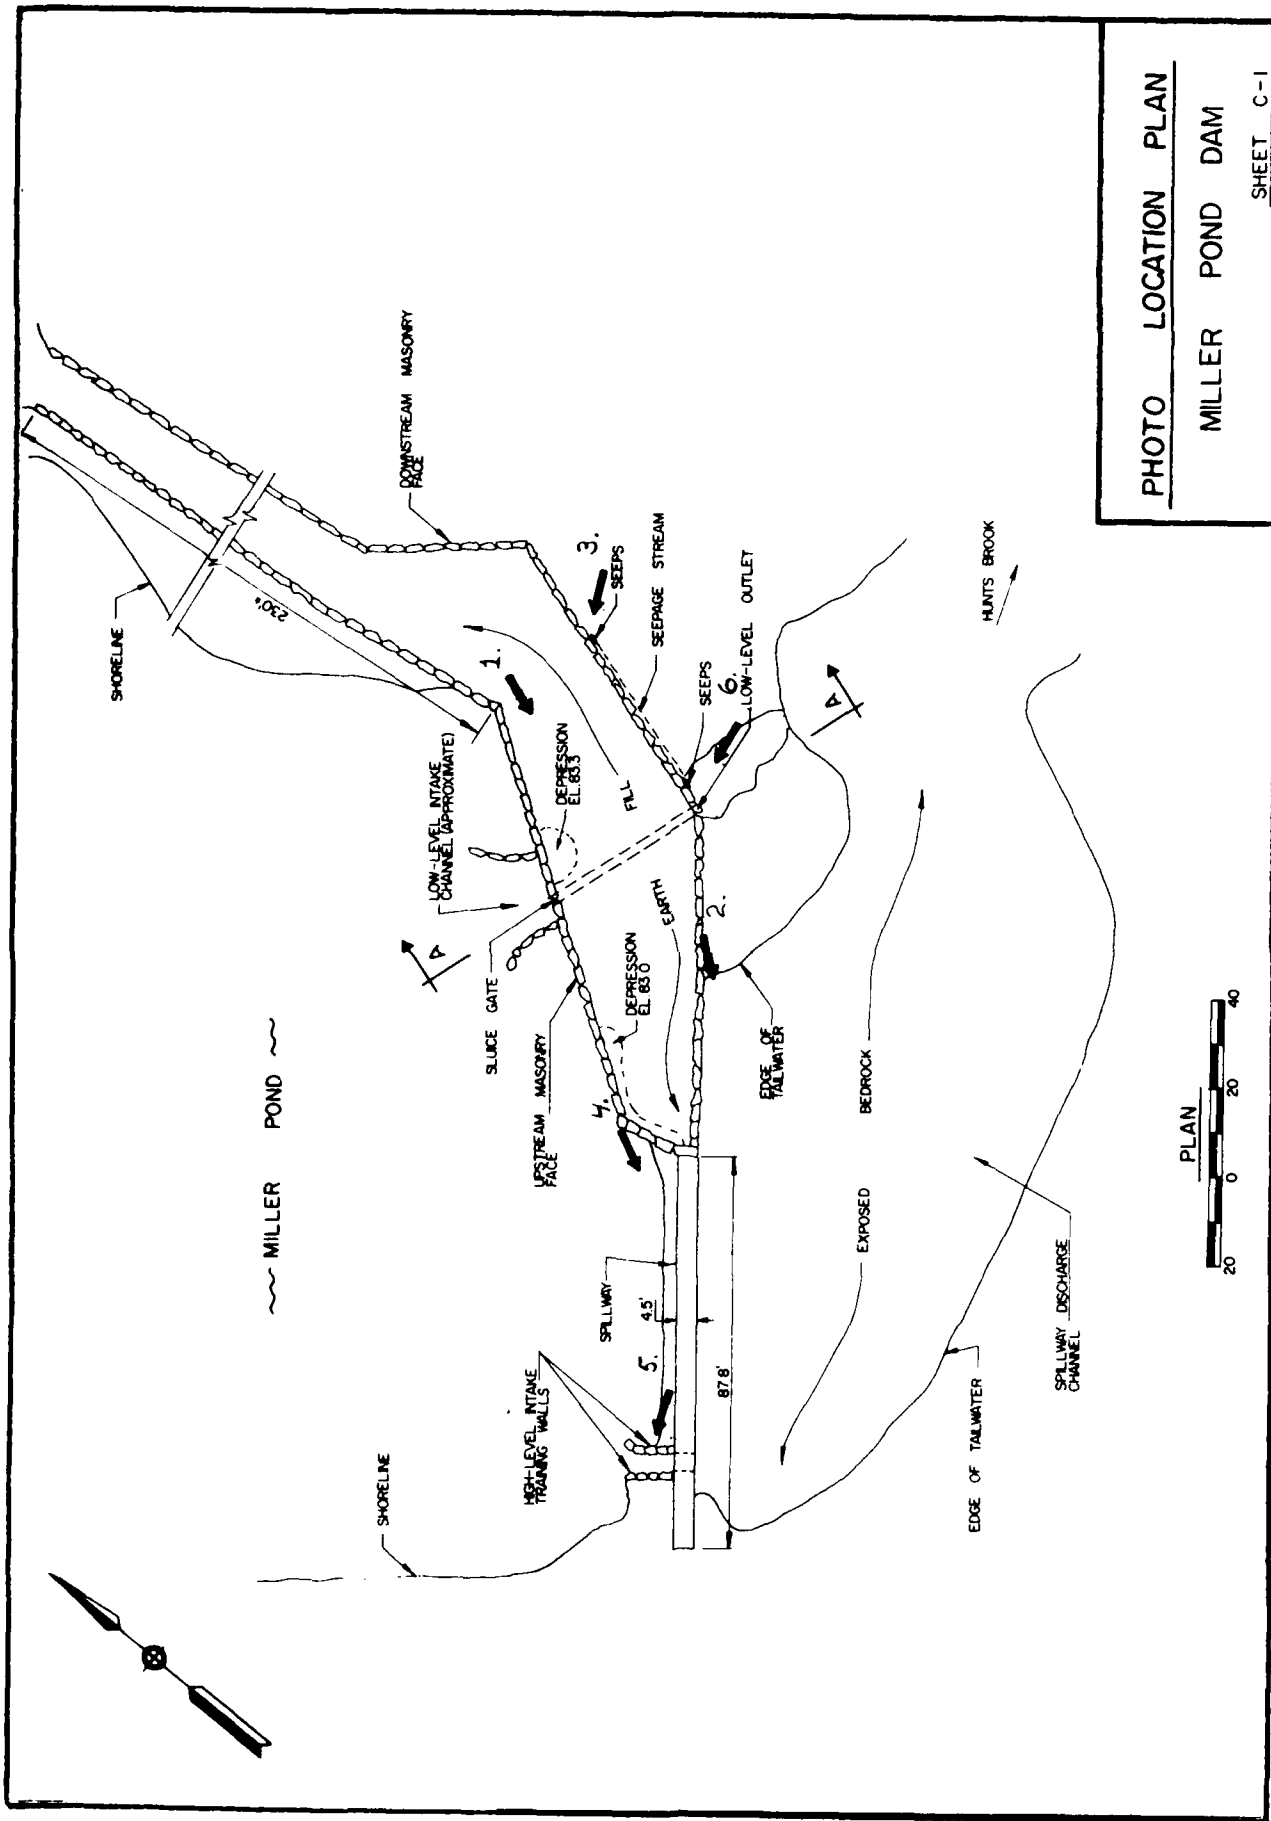 PHOTO LOCATION PLAN
MILLER POND DAM
SHEET C-1
SHORELINE
230'±
DOWNSTREAM MASONRY
FACE
1.
3.
SEEPS
SEEPAGE STREAM
LOW-LEVEL INTAKE
CHANNEL (APPROXIMATE)
DEPRESSION
EL. 83.3
FILL
SEEPS
6.
LOW-LEVEL OUTLET
HUNTS BROOK
A
A
SLUICE GATE
EARTH
2.
DEPRESSION
EL. 83.0
UPSTREAM MASONRY
FACE
4.
EDGE OF
TAILWATER
~ MILLER POND ~
BEDROCK
EXPOSED
SPILLWAY
4.5'
5.
87.8'
HIGH-LEVEL INTAKE
TRAINING WALLS
SHORELINE
SPILLWAY DISCHARGE
CHANNEL
EDGE OF TAILWATER
PLAN
20 0 20 40